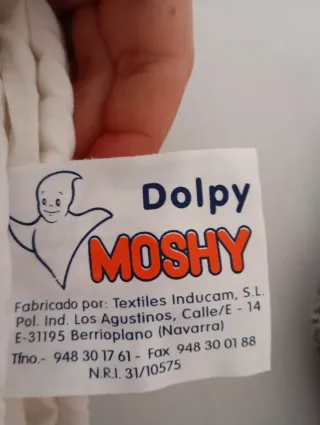 Dolpy
MOSHY
Fabricado por: Textiles Inducam, S.L.
Pol. Ind. Los Agustinos, Calle/E - 14
E-31195 Berrioplano (Navarra)
Tfno.- 948 30 17 61 - Fax 948 30 01 88
N.R.I. 31/10575